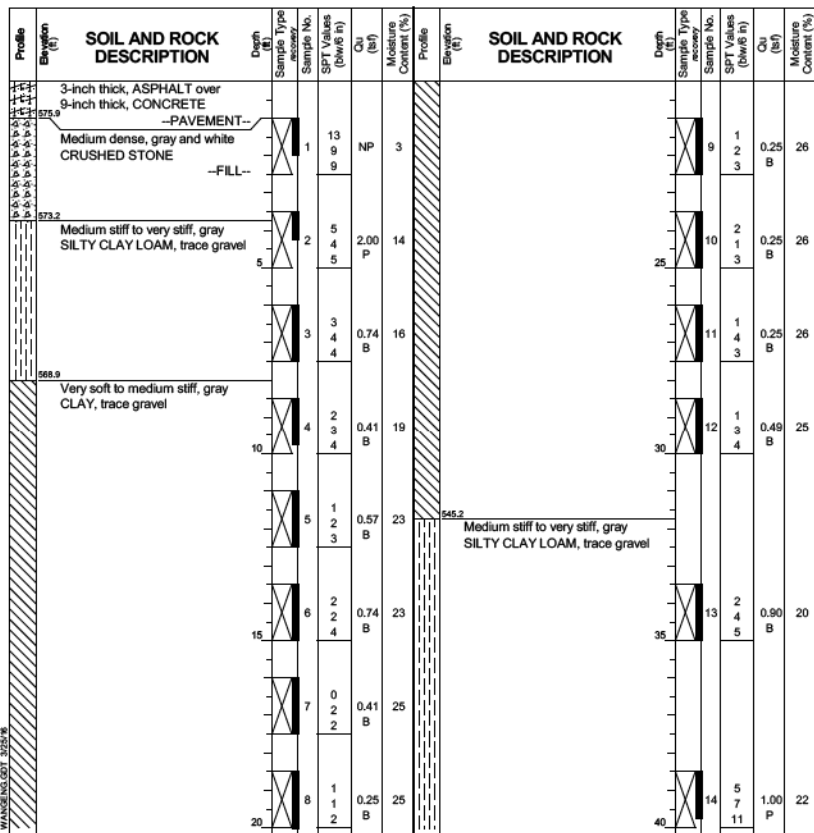 Profile
Elevation (ft)
SOIL AND ROCK DESCRIPTION
Depth (ft)
Sample Type
recovery
Sample No.
SPT Values (blw/6 in)
Qu (tsf)
Moisture Content (%)
Profile
Elevation (ft)
SOIL AND ROCK DESCRIPTION
Depth (ft)
Sample Type
recovery
Sample No.
SPT Values (blw/6 in)
Qu (tsf)
Moisture Content (%)
3-inch thick, ASPHALT over
9-inch thick, CONCRETE
575.9
--PAVEMENT--
Medium dense, gray and white
CRUSHED STONE
--FILL--
1
13
9
9
NP
3
573.2
Medium stiff to very stiff, gray
SILTY CLAY LOAM, trace gravel
2
5
4
5
2.00
P
14
5
3
3
4
4
0.74
B
16
568.9
Very soft to medium stiff, gray
CLAY, trace gravel
4
2
3
4
0.41
B
19
10
5
1
2
3
0.57
B
23
6
2
2
4
0.74
B
23
15
7
0
2
2
0.41
B
25
8
1
1
2
0.25
B
25
20
WANGENG.GDT 3/25/16
9
1
2
3
0.25
B
26
10
2
1
3
0.25
B
26
25
11
1
4
3
0.25
B
26
12
1
3
4
0.49
B
25
30
545.2
Medium stiff to very stiff, gray
SILTY CLAY LOAM, trace gravel
13
2
4
5
0.90
B
20
35
14
5
7
11
1.00
P
22
40